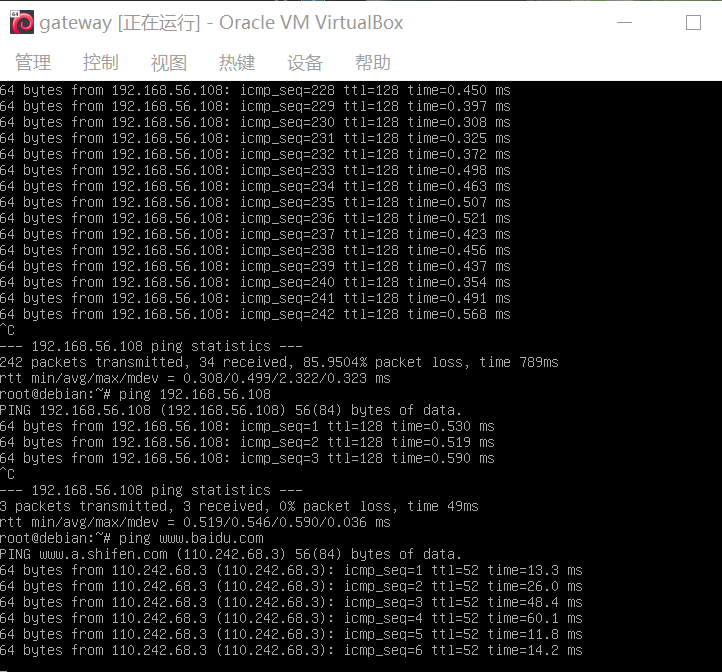 gateway [正在运行] - Oracle VM VirtualBox
管理 控制 视图 热键 设备 帮助
64 bytes from 192.168.56.108: icmp_seq=228 ttl=128 time=0.450 ms
64 bytes from 192.168.56.108: icmp_seq=229 ttl=128 time=0.397 ms
64 bytes from 192.168.56.108: icmp_seq=230 ttl=128 time=0.308 ms
64 bytes from 192.168.56.108: icmp_seq=231 ttl=128 time=0.325 ms
64 bytes from 192.168.56.108: icmp_seq=232 ttl=128 time=0.372 ms
64 bytes from 192.168.56.108: icmp_seq=233 ttl=128 time=0.498 ms
64 bytes from 192.168.56.108: icmp_seq=234 ttl=128 time=0.463 ms
64 bytes from 192.168.56.108: icmp_seq=235 ttl=128 time=0.507 ms
64 bytes from 192.168.56.108: icmp_seq=236 ttl=128 time=0.521 ms
64 bytes from 192.168.56.108: icmp_seq=237 ttl=128 time=0.423 ms
64 bytes from 192.168.56.108: icmp_seq=238 ttl=128 time=0.456 ms
64 bytes from 192.168.56.108: icmp_seq=239 ttl=128 time=0.437 ms
64 bytes from 192.168.56.108: icmp_seq=240 ttl=128 time=0.354 ms
64 bytes from 192.168.56.108: icmp_seq=241 ttl=128 time=0.491 ms
64 bytes from 192.168.56.108: icmp_seq=242 ttl=128 time=0.568 ms
^C
--- 192.168.56.108 ping statistics ---
242 packets transmitted, 34 received, 85.9504% packet loss, time 789ms
rtt min/avg/max/mdev = 0.308/0.499/2.322/0.323 ms
root@debian:~# ping 192.168.56.108
PING 192.168.56.108 (192.168.56.108) 56(84) bytes of data.
64 bytes from 192.168.56.108: icmp_seq=1 ttl=128 time=0.530 ms
64 bytes from 192.168.56.108: icmp_seq=2 ttl=128 time=0.519 ms
64 bytes from 192.168.56.108: icmp_seq=3 ttl=128 time=0.590 ms
^C
--- 192.168.56.108 ping statistics ---
3 packets transmitted, 3 received, 0% packet loss, time 49ms
rtt min/avg/max/mdev = 0.519/0.546/0.590/0.036 ms
root@debian:~# ping www.baidu.com
PING www.a.shifen.com (110.242.68.3) 56(84) bytes of data.
64 bytes from 110.242.68.3 (110.242.68.3): icmp_seq=1 ttl=52 time=13.3 ms
64 bytes from 110.242.68.3 (110.242.68.3): icmp_seq=2 ttl=52 time=26.0 ms
64 bytes from 110.242.68.3 (110.242.68.3): icmp_seq=3 ttl=52 time=48.4 ms
64 bytes from 110.242.68.3 (110.242.68.3): icmp_seq=4 ttl=52 time=60.1 ms
64 bytes from 110.242.68.3 (110.242.68.3): icmp_seq=5 ttl=52 time=11.8 ms
64 bytes from 110.242.68.3 (110.242.68.3): icmp_seq=6 ttl=52 time=14.2 ms